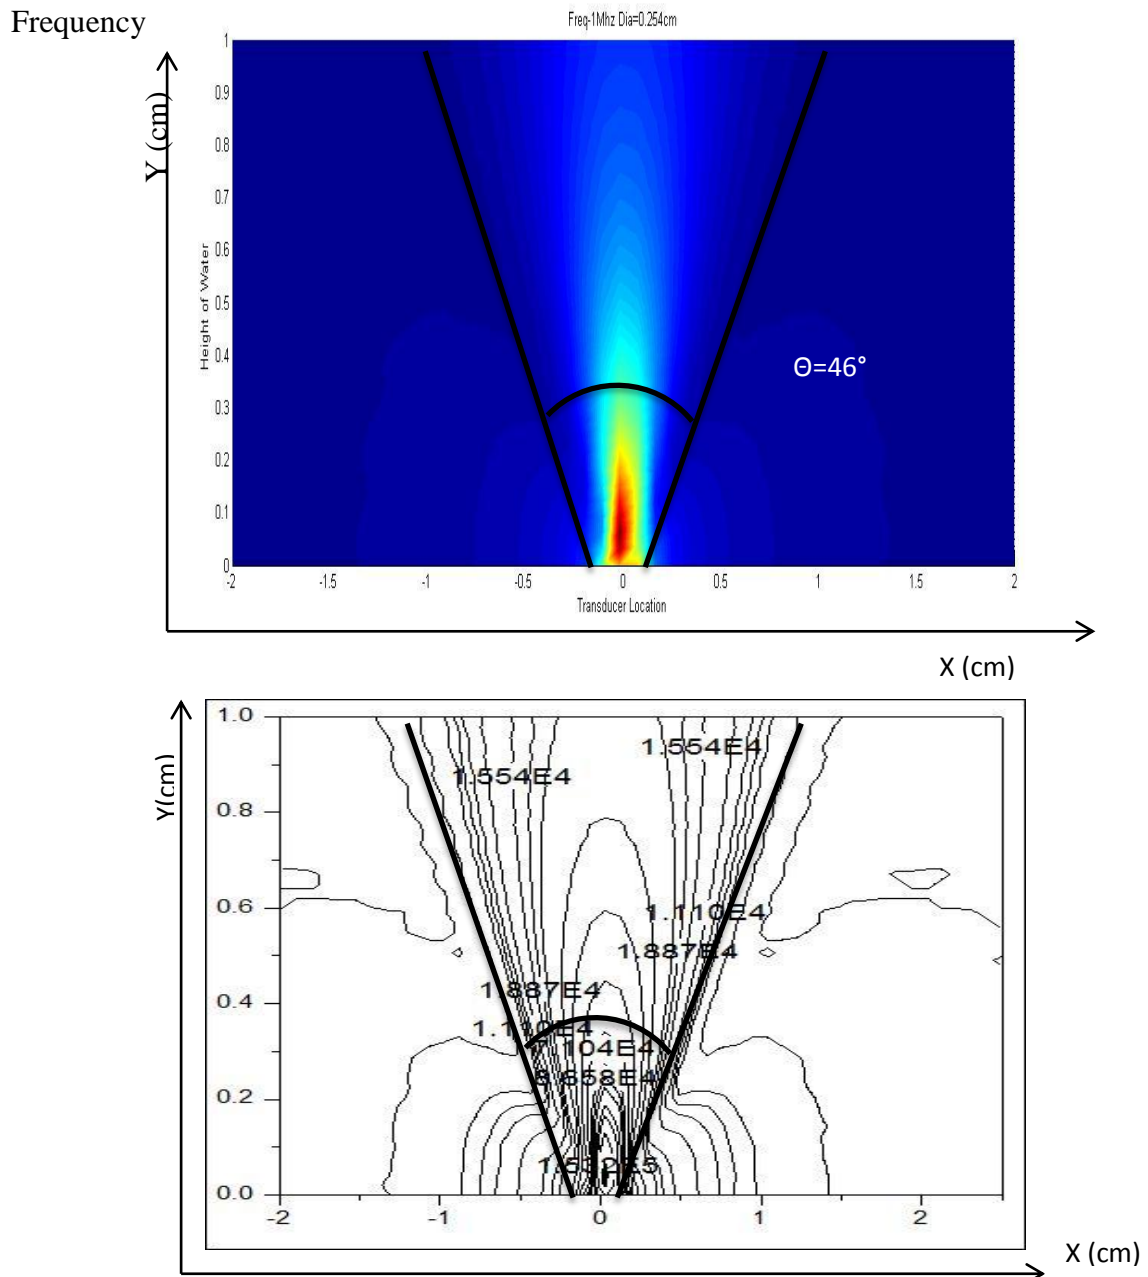 Frequency
Freq-1Mhz Dia=0.254cm
Y (cm)
Height of Water
1
0.9
0.8
0.7
0.6
0.5
0.4
0.3
0.2
0.1
0
Θ=46°
-2 -1.5 -1 -0.5 0 0.5 1 1.5 2
Transducer Location
X (cm)
Y(cm)
1.0
0.8
0.6
0.4
0.2
0.0
1.554E4
1.554E4
1.110E4
1.887E4
1.887E4
1.110E4
104E4
658E4
-2 -1 0 1 2
X (cm)